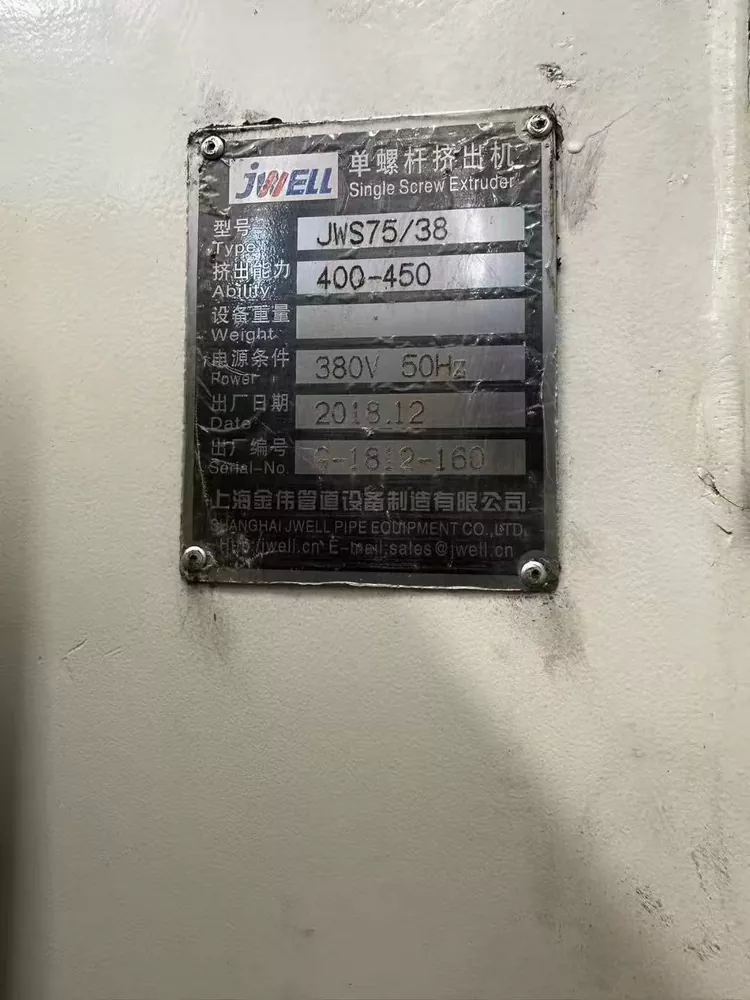 JWELL 单螺杆挤出机
Single Screw Extruder
型号 JWS75/38
Type
挤出能力 400-450
Ability
设备重量
Weight
电源条件 380V 50Hz
Power
出厂日期 2018.12
Date
出厂编号 G-1812-160
Serial-No.
上海金伟管道设备制造有限公司
SHANGHAI JWELL PIPE EQUIPMENT CO.,LTD.
Http:jwell.cn E-mail:sales@jwell.cn